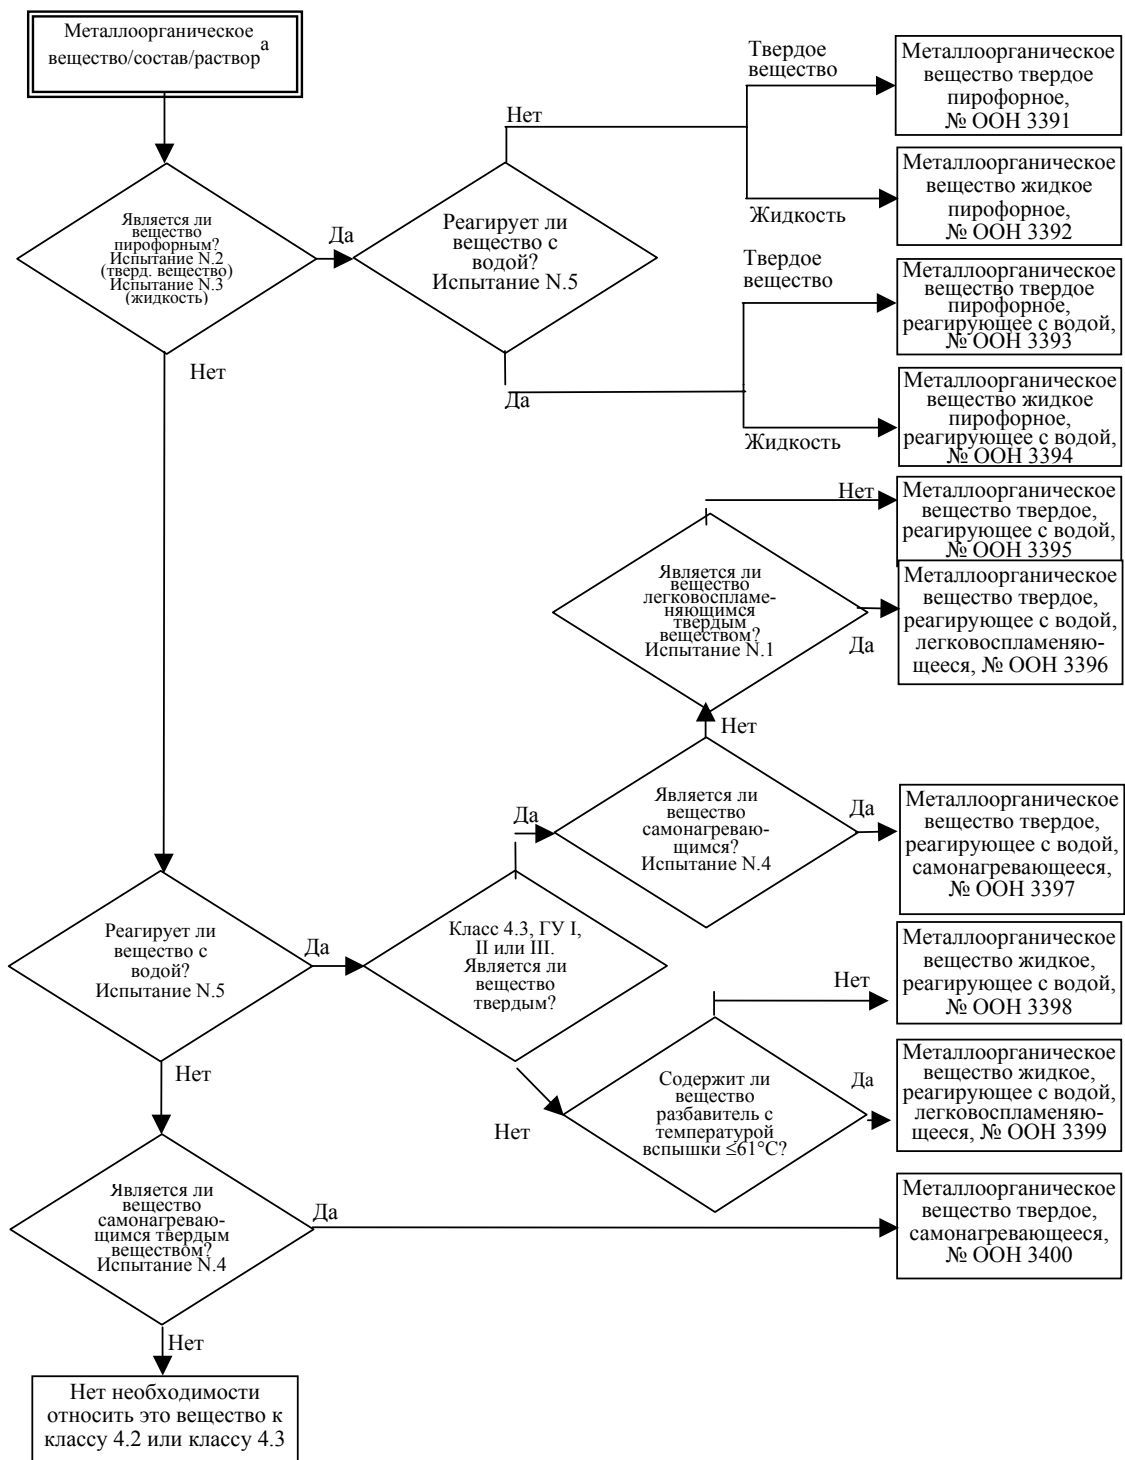 Металлоорганическое
вещество/состав/раствор a
Твердое
вещество
Металлоорганическое
вещество твердое
пирофорное,
№ ООН 3391
Нет
Является ли
вещество
пирофорным?
Испытание N.2
(тверд. вещество)
Испытание N.3
(жидкость)
Да
Реагирует ли
вещество с
водой?
Испытание N.5
Жидкость
Металлоорганическое
вещество жидкое
пирофорное,
№ ООН 3392
Твердое
вещество
Металлоорганическое
вещество твердое
пирофорное,
реагирующее с водой,
№ ООН 3393
Нет
Да
Жидкость
Металлоорганическое
вещество жидкое
пирофорное,
реагирующее с водой,
№ ООН 3394
Нет
Металлоорганическое
вещество твердое,
реагирующее с водой,
№ ООН 3395
Является ли
вещество
легковоспламе-
няющимся
твердым
веществом?
Испытание N.1
Да
Металлоорганическое
вещество твердое,
реагирующее с водой,
легковоспламеняю-
щееся, № ООН 3396
Нет
Да
Является ли
вещество
самонагреваю-
щимся?
Испытание N.4
Да
Металлоорганическое
вещество твердое,
реагирующее с водой,
самонагревающееся,
№ ООН 3397
Реагирует ли
вещество с
водой?
Испытание N.5
Да
Класс 4.3, ГУ I,
II или III.
Является ли
вещество
твердым?
Нет
Металлоорганическое
вещество жидкое,
реагирующее с водой,
№ ООН 3398
Нет
Нет
Содержит ли
вещество
разбавитель с
температурой
вспышки ≤61°C?
Да
Металлоорганическое
вещество жидкое,
реагирующее с водой,
легковоспламеняю-
щееся, № ООН 3399
Является ли
вещество
самонагреваю-
щимся твердым
веществом?
Испытание N.4
Да
Металлоорганическое
вещество твердое,
самонагревающееся,
№ ООН 3400
Нет
Нет необходимости
относить это вещество к
классу 4.2 или классу 4.3